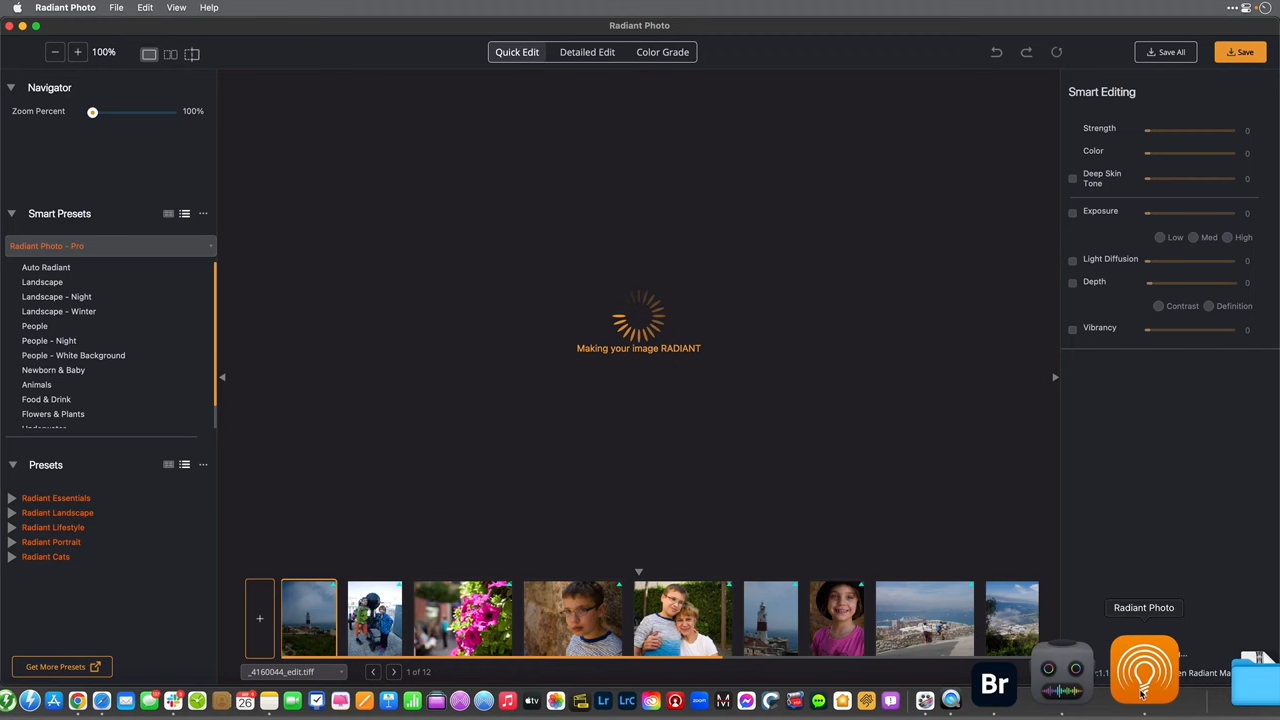 Radiant Photo File Edit View Help
Radiant Photo
100% Quick Edit Detailed Edit Color Grade Save All Save
Navigator
Zoom Percent 100%
Smart Presets
Radiant Photo - Pro
Auto Radiant
Landscape
Landscape - Night
Landscape - Winter
People
People - Night
People - White Background
Newborn & Baby
Animals
Food & Drink
Flowers & Plants
Presets
Radiant Essentials
Radiant Landscape
Radiant Lifestyle
Radiant Portrait
Radiant Cats
Get More Presets
Making your image RADIANT
Smart Editing
Strength 0
Color 0
Deep Skin
Tone 0
Exposure 0
Low Med High
Light Diffusion 0
Depth 0
Contrast Definition
Vibrancy 0
+
_4160044_edit.tiff 1 of 12
Radiant Photo
Br
26
tv
Lr
LrC
zoom